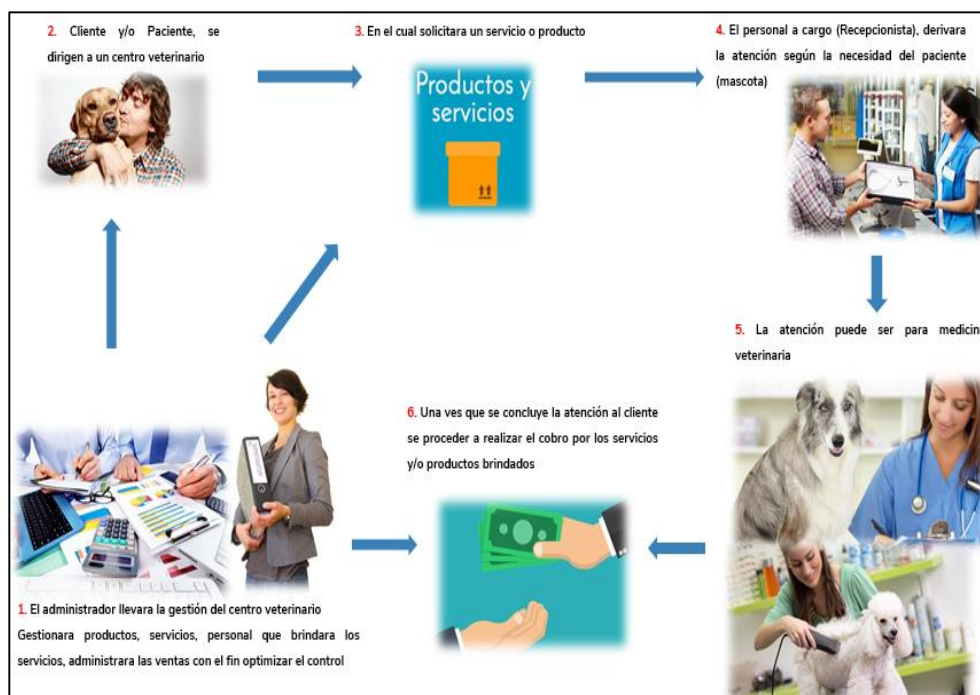 2. Cliente y/o Paciente, se
dirigen a un centro veterinario
3. En el cual solicitara un servicio o producto
Productos y
servicios
4. El personal a cargo (Recepcionista), derivara
la atención según la necesidad del paciente
(mascota)
5. La atención puede ser para medicin
veterinaria
6. Una ves que se concluye la atención al cliente
se proceder a realizar el cobro por los servicios
y/o productos brindados
1. El administrador llevara la gestión del centro veterinario
Gestionara productos, servicios, personal que brindara los
servicios, administrara las ventas con el fin optimizar el control